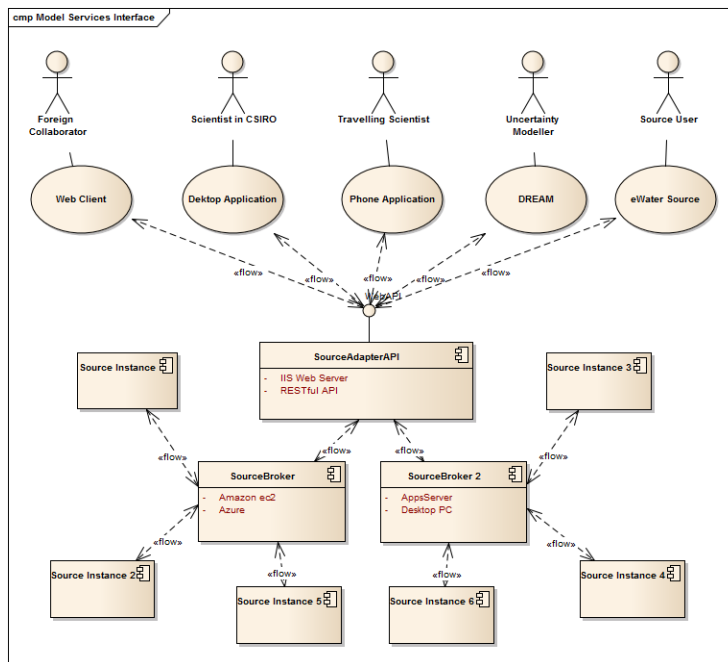 cmp Model Services Interface
Foreign
Collaborator
Scientist in CSIRO
Travelling Scientist
Uncertainty
Modeller
Source User
Web Client
Dektop Application
Phone Application
DREAM
eWater Source
«flow»
«flow»
«flow»
«flow»
«flow»
WebAPI
SourceAdapterAPI
- IIS Web Server
- RESTful API
Source Instance
Source Instance 3
«flow»
«flow»
«flow»
«flow»
SourceBroker
- Amazon ec2
- Azure
SourceBroker 2
- AppsServer
- Desktop PC
«flow»
«flow»
Source Instance 2
Source Instance 4
«flow»
«flow»
Source Instance 5
Source Instance 6